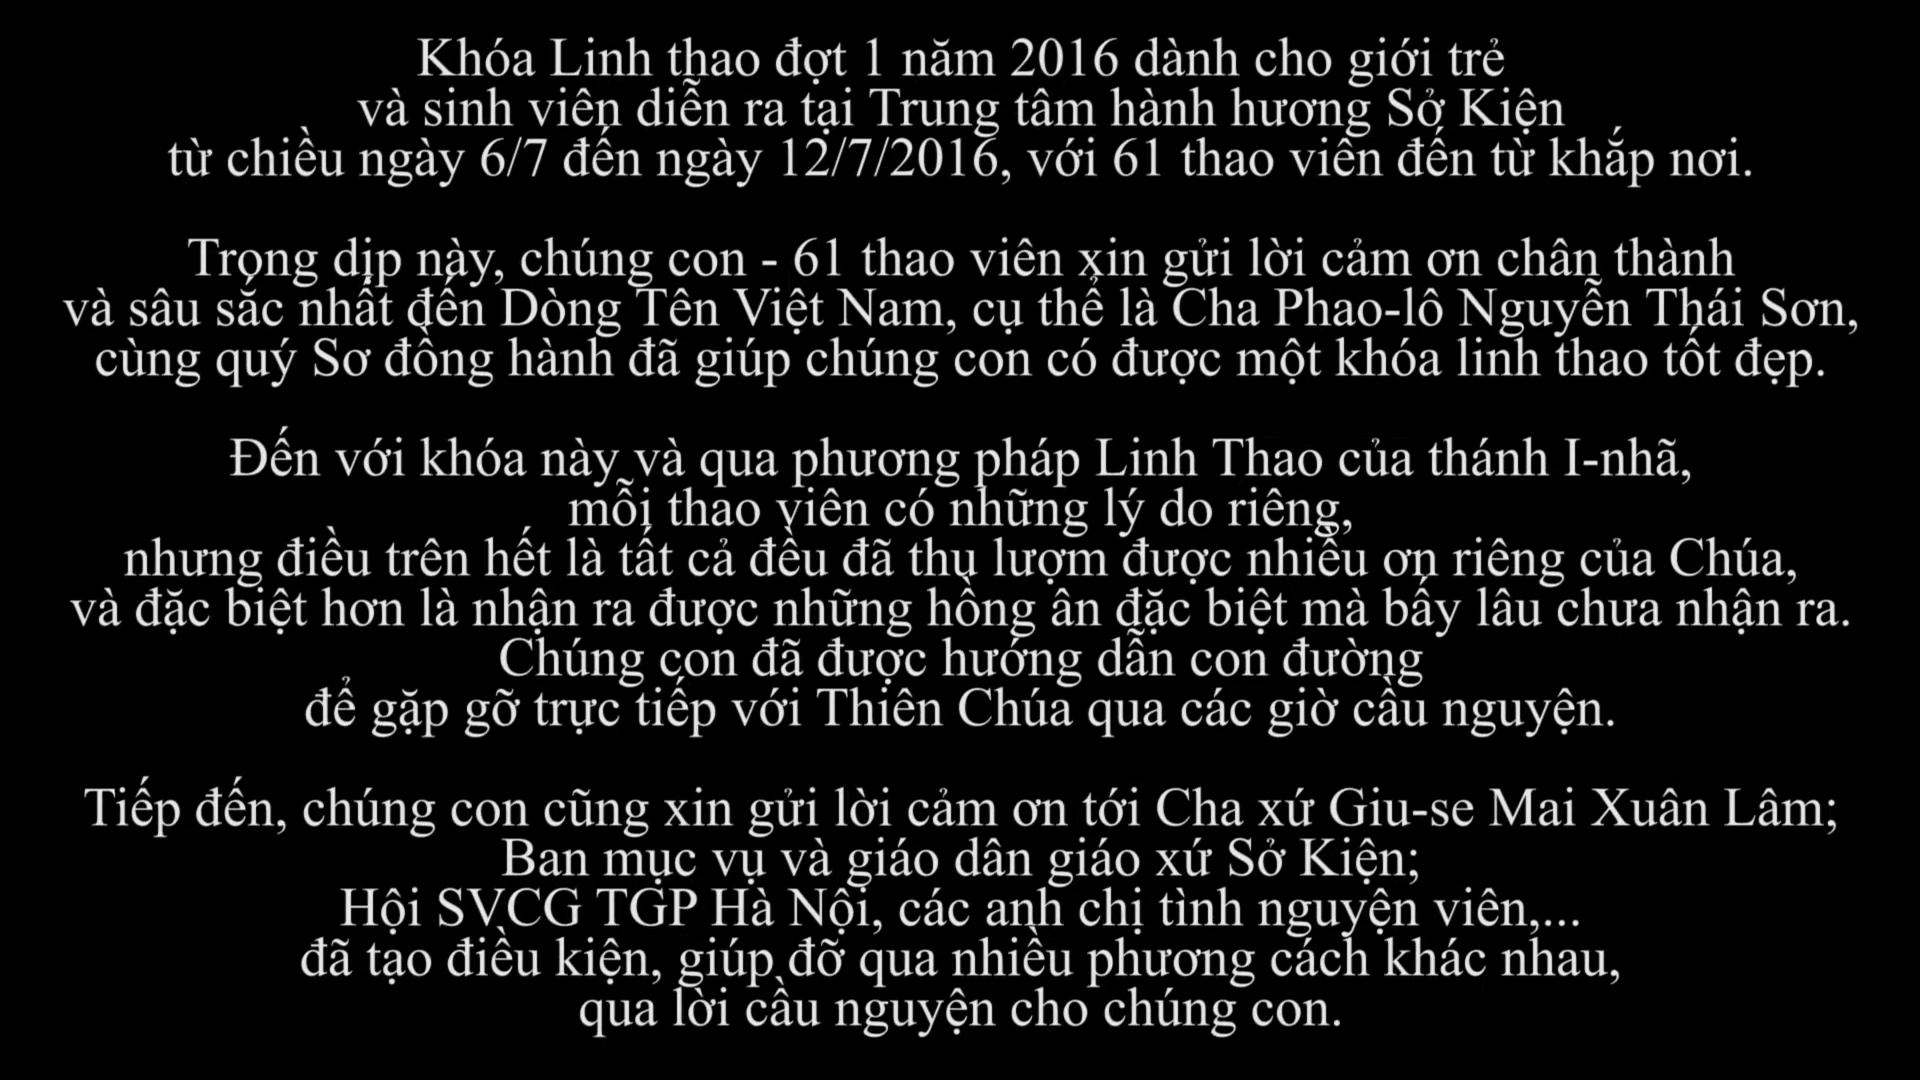 Khóa Linh thao đợt 1 năm 2016 dành cho giới trẻ
và sinh viên diễn ra tại Trung tâm hành hương Sở Kiện
từ chiều ngày 6/7 đến ngày 12/7/2016, với 61 thao viên đến từ khắp nơi.
Trong dịp này, chúng con - 61 thao viên xin gửi lời cảm ơn chân thành
và sâu sắc nhất đến Dòng Tên Việt Nam, cụ thể là Cha Phao-lô Nguyễn Thái Sơn,
cùng quý Sơ đồng hành đã giúp chúng con có được một khóa linh thao tốt đẹp.
Đến với khóa này và qua phương pháp Linh Thao của thánh I-nhã,
mỗi thao viên có những lý do riêng,
nhưng điều trên hết là tất cả đều đã thu lượm được nhiều ơn riêng của Chúa,
và đặc biệt hơn là nhận ra được những hồng ân đặc biệt mà bấy lâu chưa nhận ra.
Chúng con đã được hướng dẫn con đường
để gặp gỡ trực tiếp với Thiên Chúa qua các giờ cầu nguyện.
Tiếp đến, chúng con cũng xin gửi lời cảm ơn tới Cha xứ Giu-se Mai Xuân Lâm;
Ban mục vụ và giáo dân giáo xứ Sở Kiện;
Hội SVCG TGP Hà Nội, các anh chị tình nguyện viên,...
đã tạo điều kiện, giúp đỡ qua nhiều phương cách khác nhau,
qua lời cầu nguyện cho chúng con.